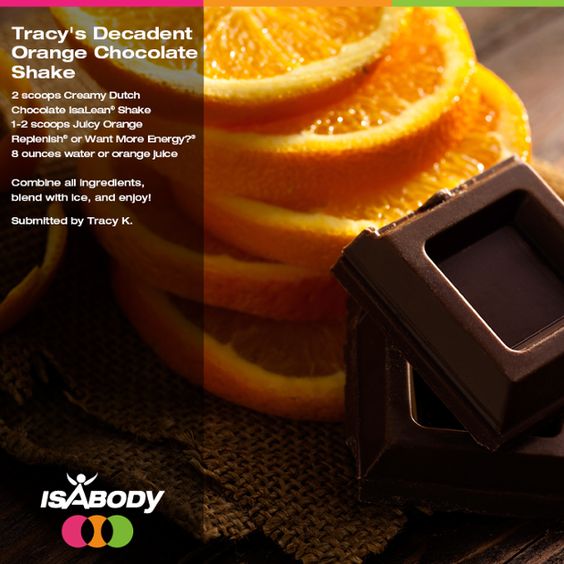 Tracy's Decadent
Orange Chocolate
Shake
2 scoops Creamy Dutch
Chocolate IsaLean® Shake
1-2 scoops Juicy Orange
Replenish® or Want More Energy?®
8 ounces water or orange juice
Combine all ingredients,
blend with ice, and enjoy!
Submitted by Tracy K.
ISABODY